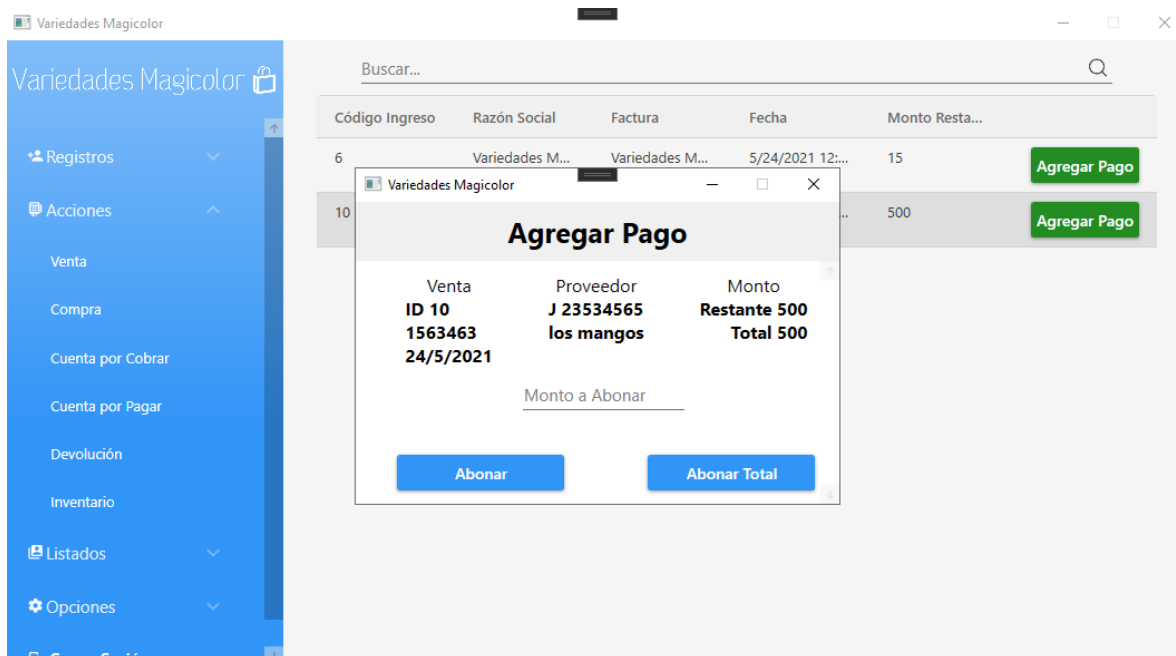 Variedades Magicolor
Variedades Magicolor
Registros
Acciones
Venta
Compra
Cuenta por Cobrar
Cuenta por Pagar
Devolución
Inventario
Listados
Opciones
Buscar...
Código Ingreso Razón Social Factura Fecha Monto Resta...
6 Variedades M... Variedades M... 5/24/2021 12:... 15 Agregar Pago
10 ... 500 Agregar Pago
Variedades Magicolor
Agregar Pago
Venta Proveedor Monto
ID 10 J 23534565 Restante 500
1563463 los mangos Total 500
24/5/2021
Monto a Abonar
Abonar Abonar Total